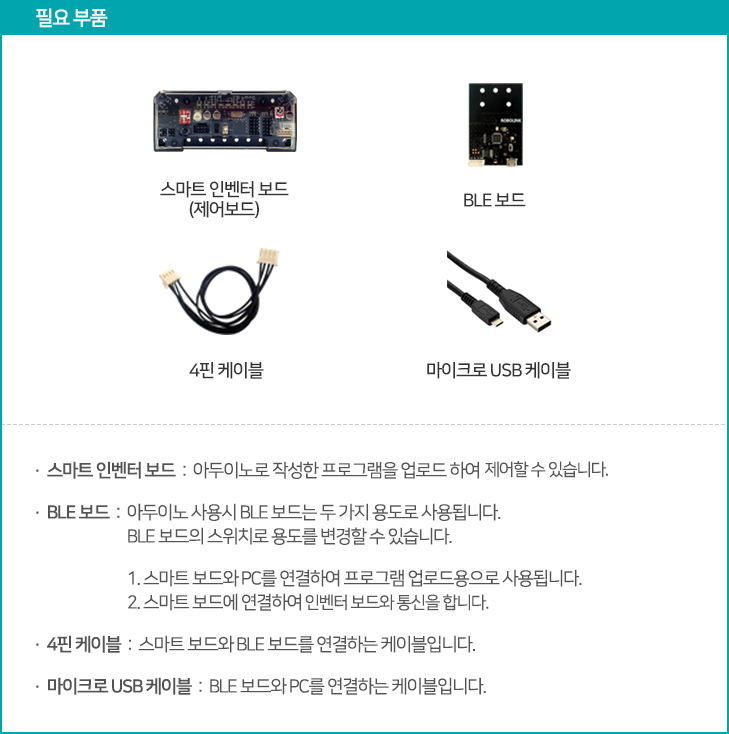 필요 부품
ROBOLINK
스마트 인벤터 보드
(제어보드)
BLE 보드
4핀 케이블
마이크로 USB 케이블
· 스마트 인벤터 보드 : 아두이노로 작성한 프로그램을 업로드 하여 제어할 수 있습니다.
· BLE 보드 : 아두이노 사용시 BLE 보드는 두 가지 용도로 사용됩니다.
BLE 보드의 스위치로 용도를 변경할 수 있습니다.
1. 스마트 보드와 PC를 연결하여 프로그램 업로드용으로 사용됩니다.
2. 스마트 보드에 연결하여 인벤터 보드와 통신을 합니다.
· 4핀 케이블 : 스마트 보드와 BLE 보드를 연결하는 케이블입니다.
· 마이크로 USB 케이블 : BLE 보드와 PC를 연결하는 케이블입니다.